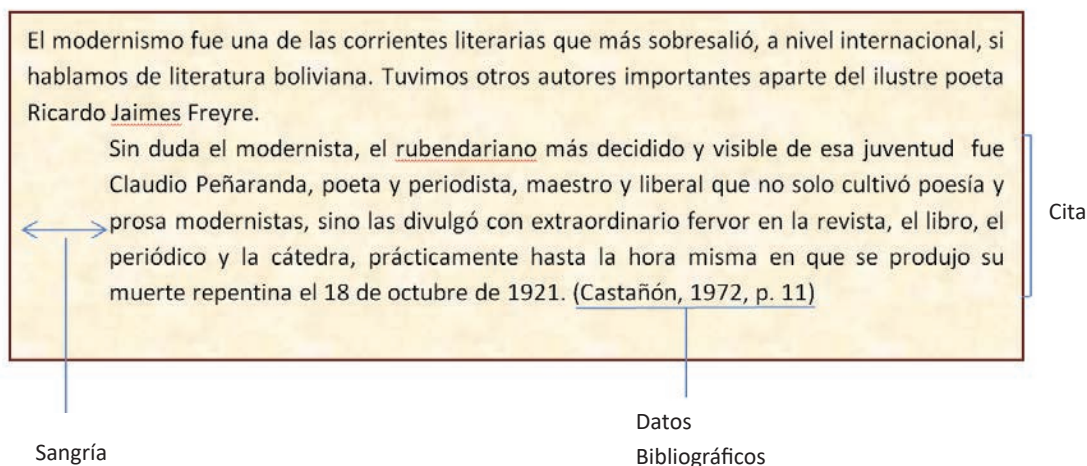 El modernismo fue una de las corrientes literarias que más sobresalió, a nivel internacional, si
hablamos de literatura boliviana. Tuvimos otros autores importantes aparte del ilustre poeta
Ricardo Jaimes Freyre.
Sin duda el modernista, el rubendariano más decidido y visible de esa juventud fue
Claudio Peñaranda, poeta y periodista, maestro y liberal que no solo cultivó poesía y
prosa modernistas, sino las divulgó con extraordinario fervor en la revista, el libro, el
periódico y la cátedra, prácticamente hasta la hora misma en que se produjo su
muerte repentina el 18 de octubre de 1921. (Castañón, 1972, p. 11)
Cita
Sangría
Datos
Bibliográficos